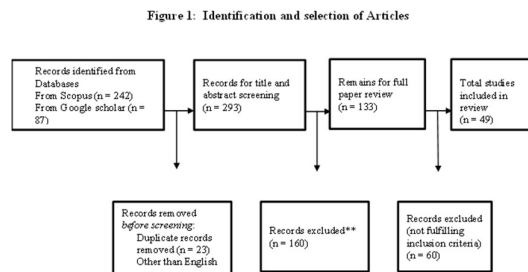 Figure 1: Identification and selection of Articles
Records identified from
Databases
From Scopus (n = 242)
From Google scholar (n =
87)
Records for title and
abstract screening
(n = 293)
Remains for full
paper review
(n = 133)
Total studies
included in
review
(n = 49)
Records removed
before screening:
Duplicate records
removed (n = 23)
Other than English
Records excluded**
(n = 160)
Records excluded
(not fulfilling
inclusion criteria)
(n = 60)